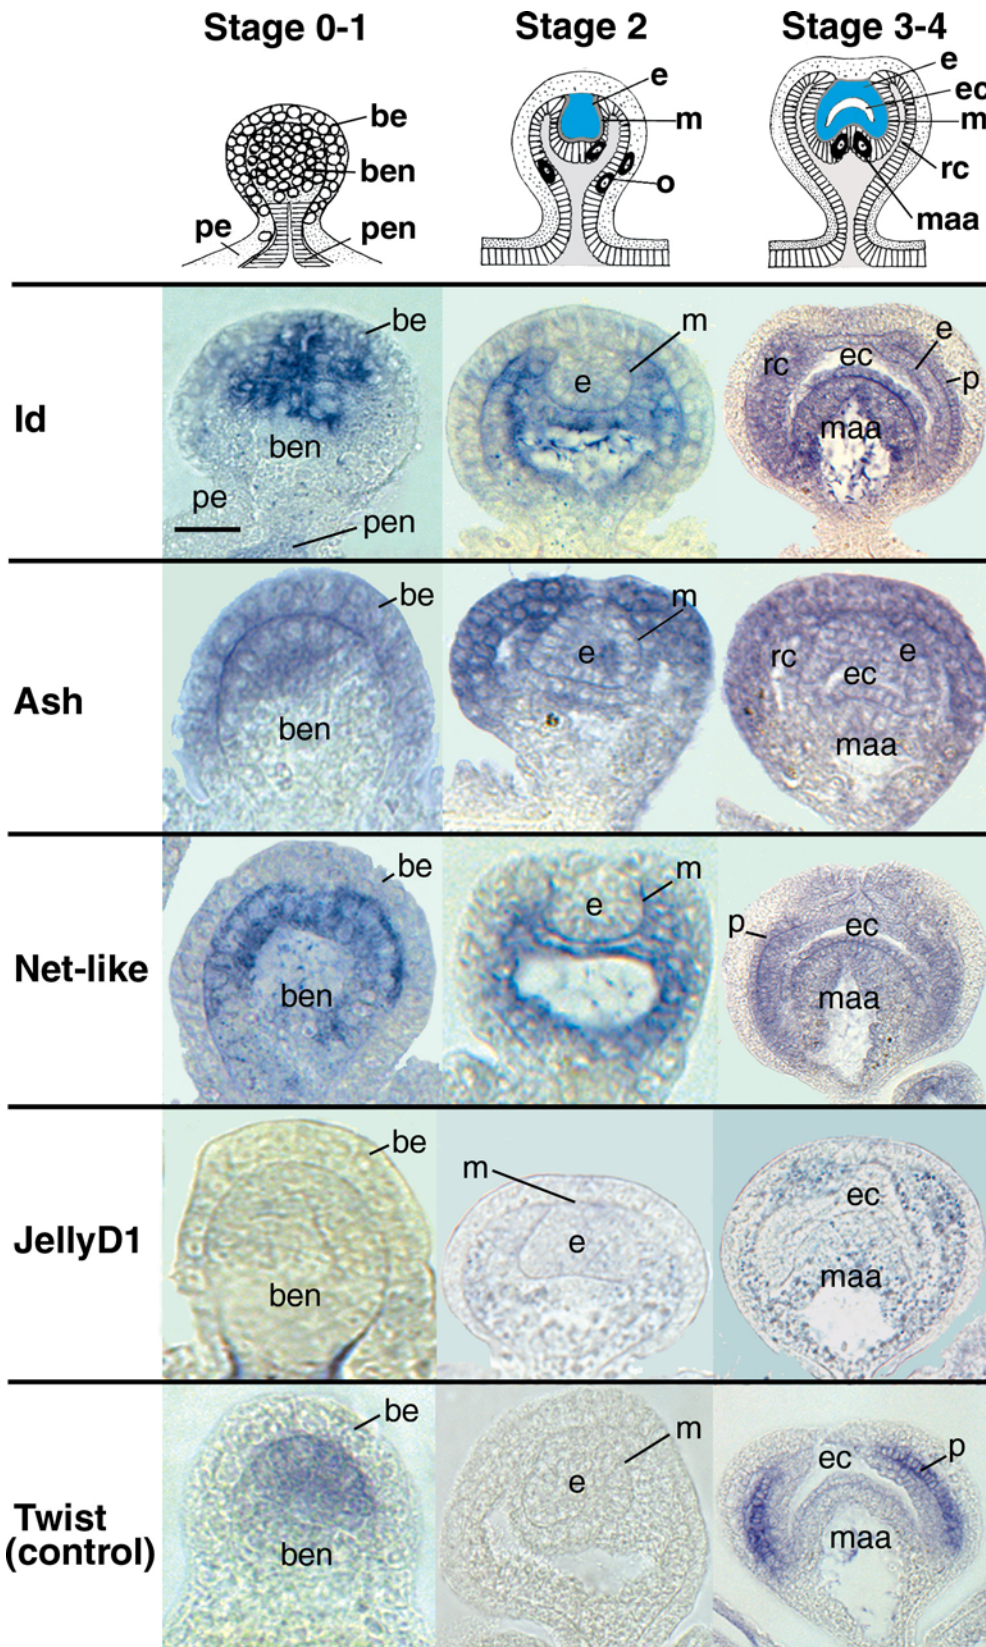 Stage 0-1 Stage 2 Stage 3-4
be
ben
pe
pen
e
m
o
e
ec
m
rc
maa
Id
be
ben
pe
pen
m
e
rc
ec
e
p
maa
Ash
be
ben
m
e
rc
e
ec
maa
Net-like
be
ben
m
e
p
ec
maa
JellyD1
be
ben
m
e
ec
maa
Twist
(control)
be
ben
m
e
ec
p
maa